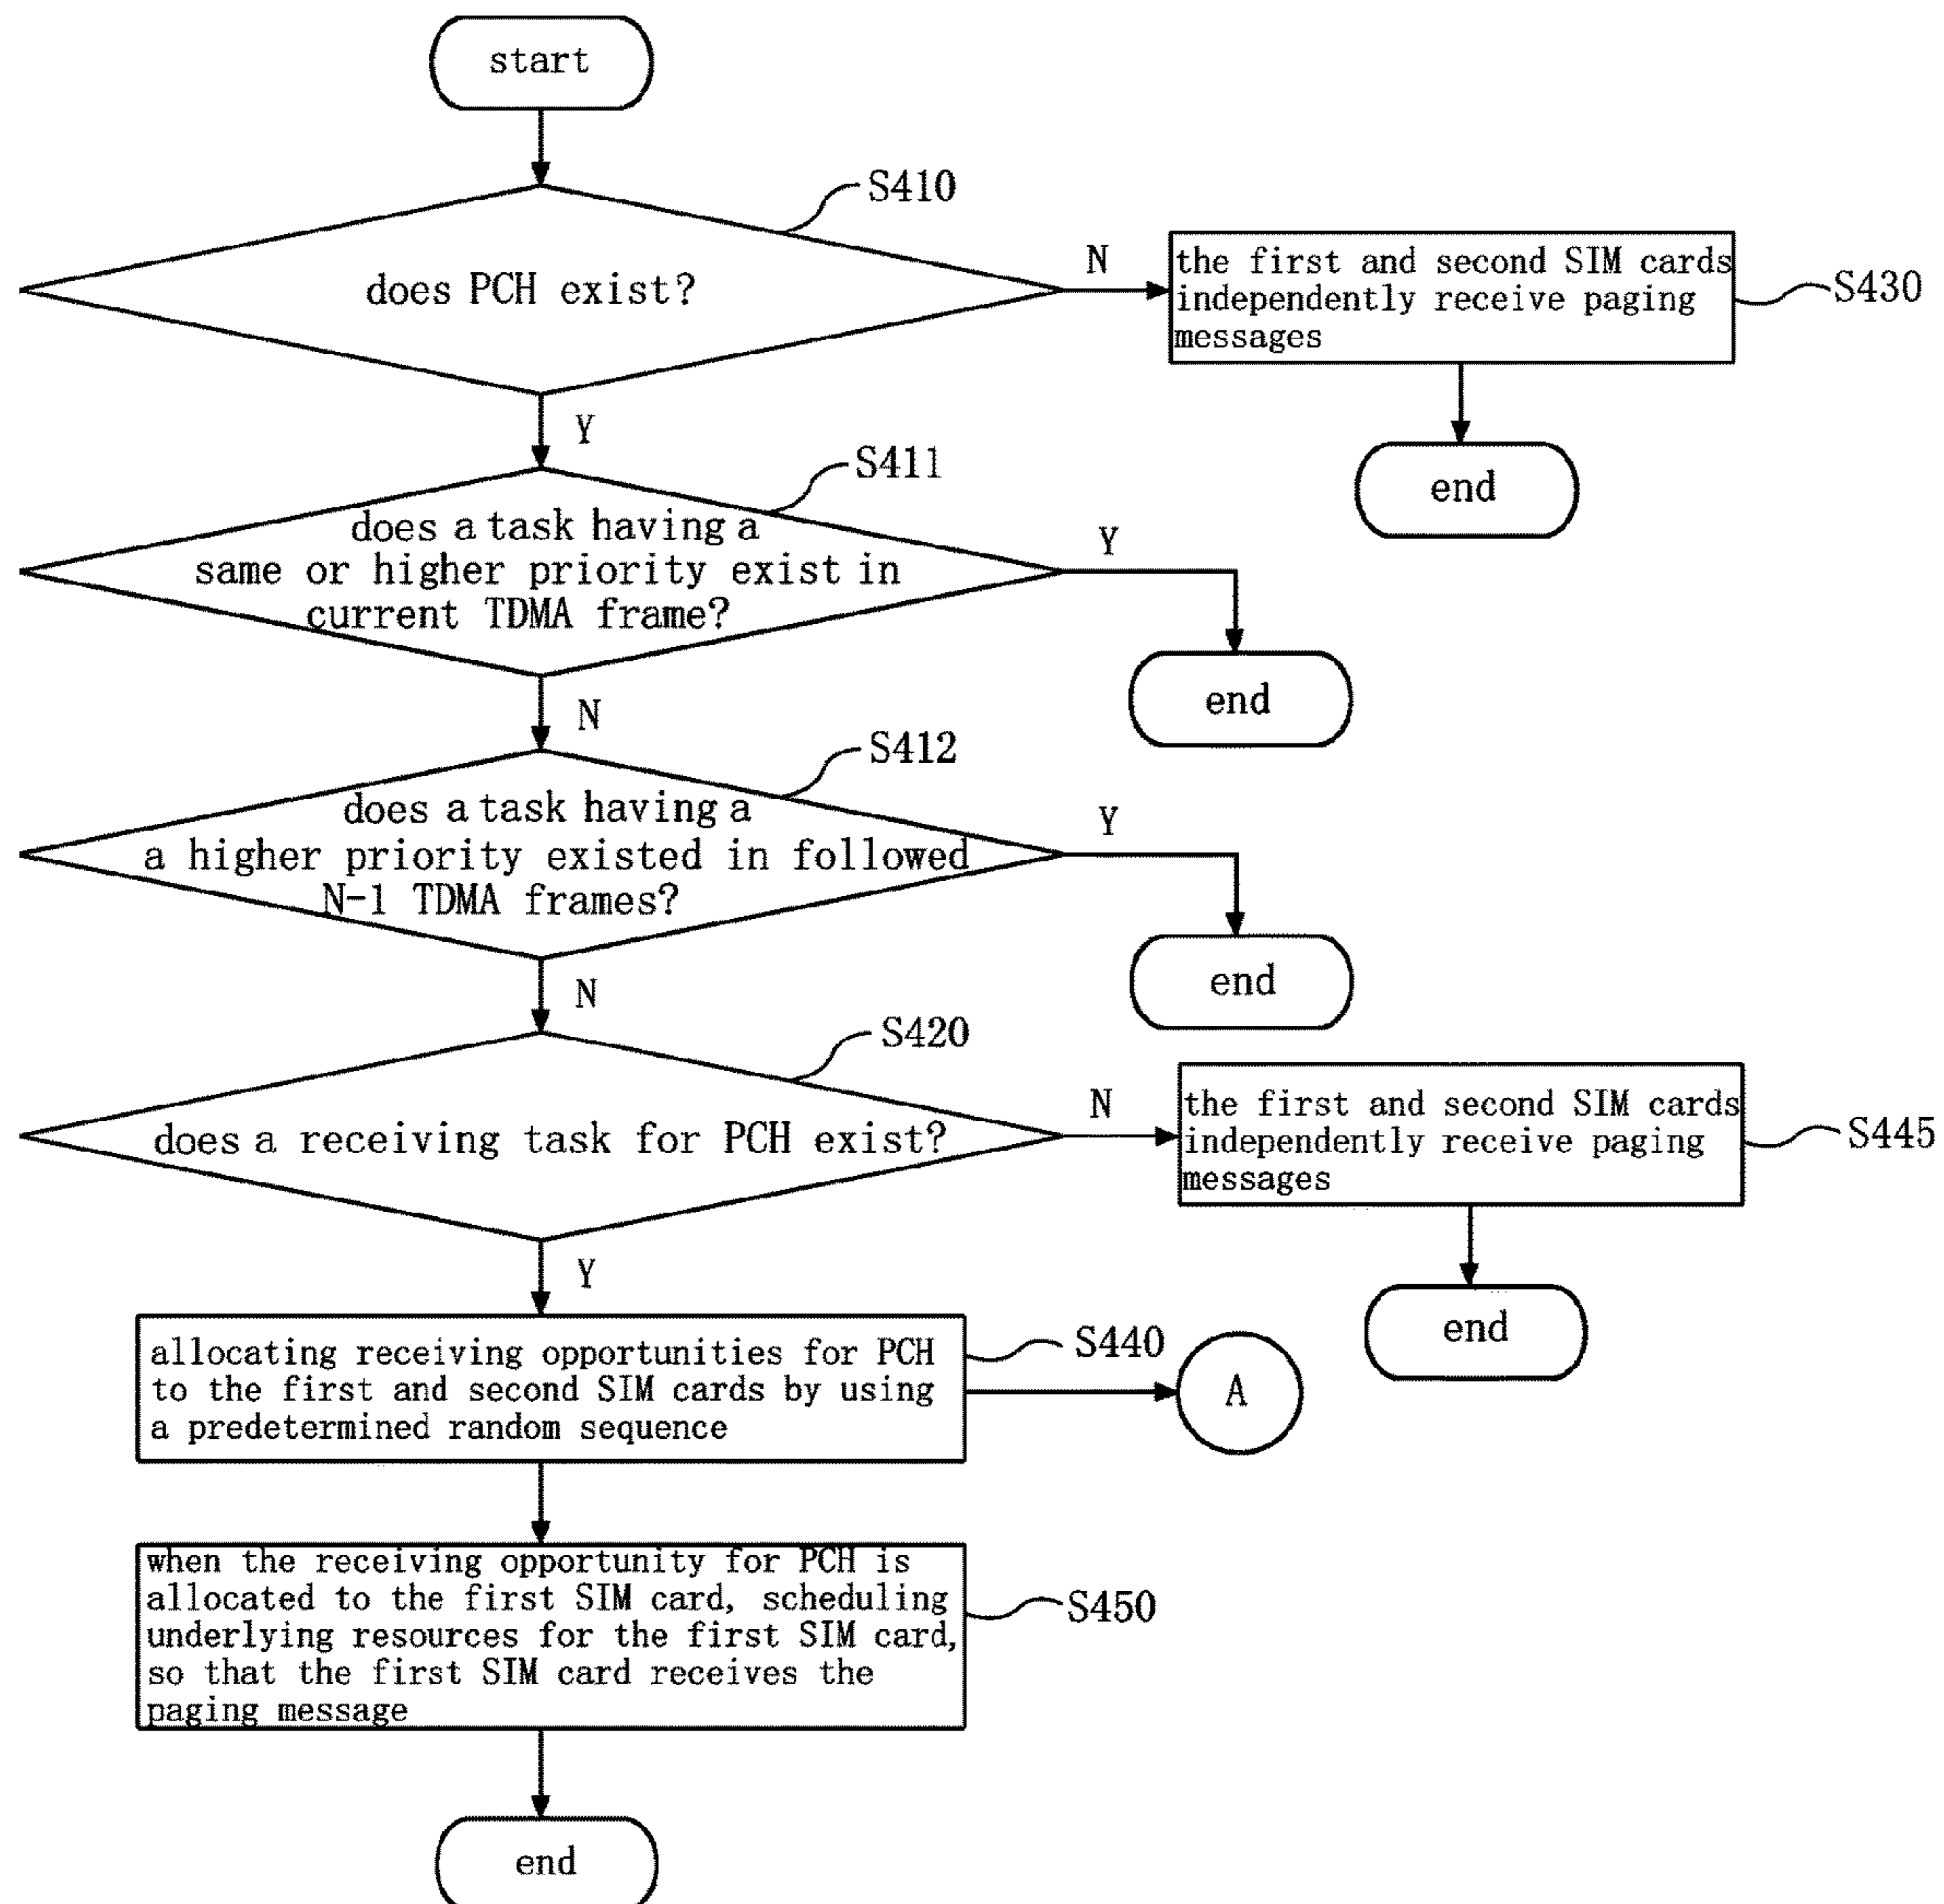 start
S410
does PCH exist?
N
the first and second SIM cards
independently receive paging
messages
S430
end
Y
S411
does a task having a
same or higher priority exist in
current TDMA frame?
Y
end
N
S412
does a task having a
a higher priority existed in followed
N-1 TDMA frames?
Y
end
N
S420
does a receiving task for PCH exist?
N
the first and second SIM cards
independently receive paging
messages
S445
end
Y
allocating receiving opportunities for PCH
to the first and second SIM cards by using
a predetermined random sequence
S440
A
when the receiving opportunity for PCH is
allocated to the first SIM card, scheduling
underlying resources for the first SIM card,
so that the first SIM card receives the
paging message
S450
end